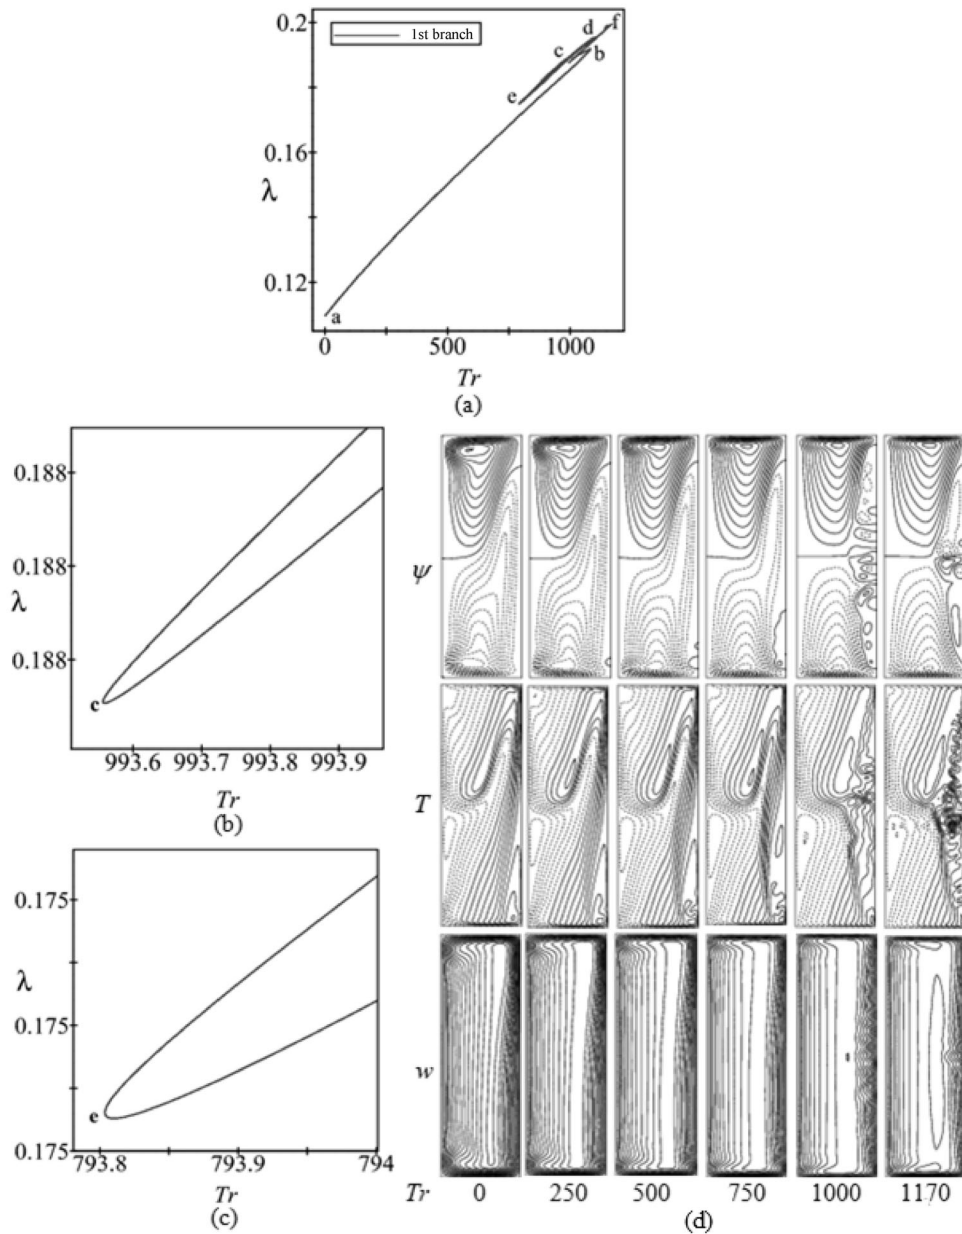 0.2
1st branch
d
f
c
b
e
0.16
λ
0.12
a
0
500
1000
Tr
(a)
0.188
0.188
λ
0.188
c
993.6
993.7
993.8
993.9
Tr
(b)
0.175
λ
0.175
e
0.175
793.8
793.9
794
Tr
(c)
ψ
T
w
Tr
0
250
500
750
1000
1170
(d)